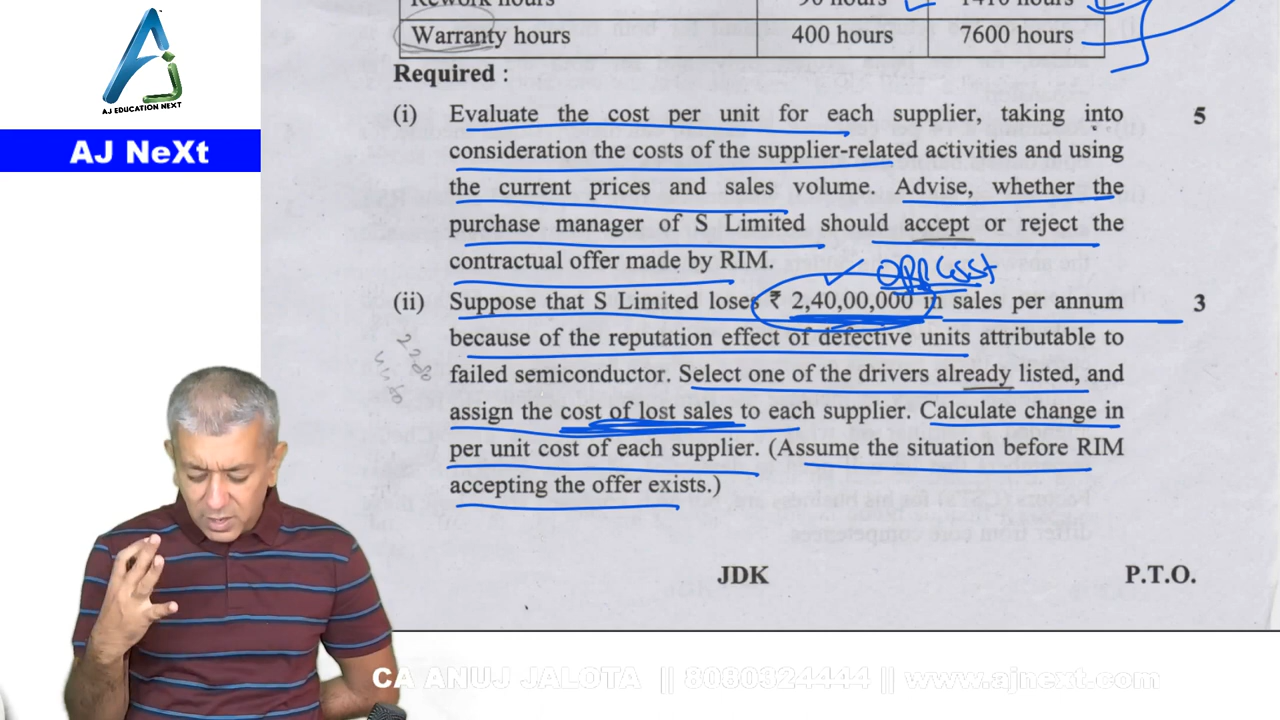 Rework hours 90 hours 1410 hours
Warranty hours 400 hours 7600 hours
AJ EDUCATION NEXT
AJ NeXt
Required :
(i) Evaluate the cost per unit for each supplier, taking into 5
consideration the costs of the supplier-related activities and using
the current prices and sales volume. Advise, whether the
purchase manager of S Limited should accept or reject the
contractual offer made by RIM.
opp cost
(ii) Suppose that S Limited loses ₹ 2,40,00,000 in sales per annum 3
because of the reputation effect of defective units attributable to
failed semiconductor. Select one of the drivers already listed, and
assign the cost of lost sales to each supplier. Calculate change in
per unit cost of each supplier. (Assume the situation before RIM
accepting the offer exists.)
JDK P.T.O.
CA ANUJ JALOTA || 8080924444 || www.ajnext.com